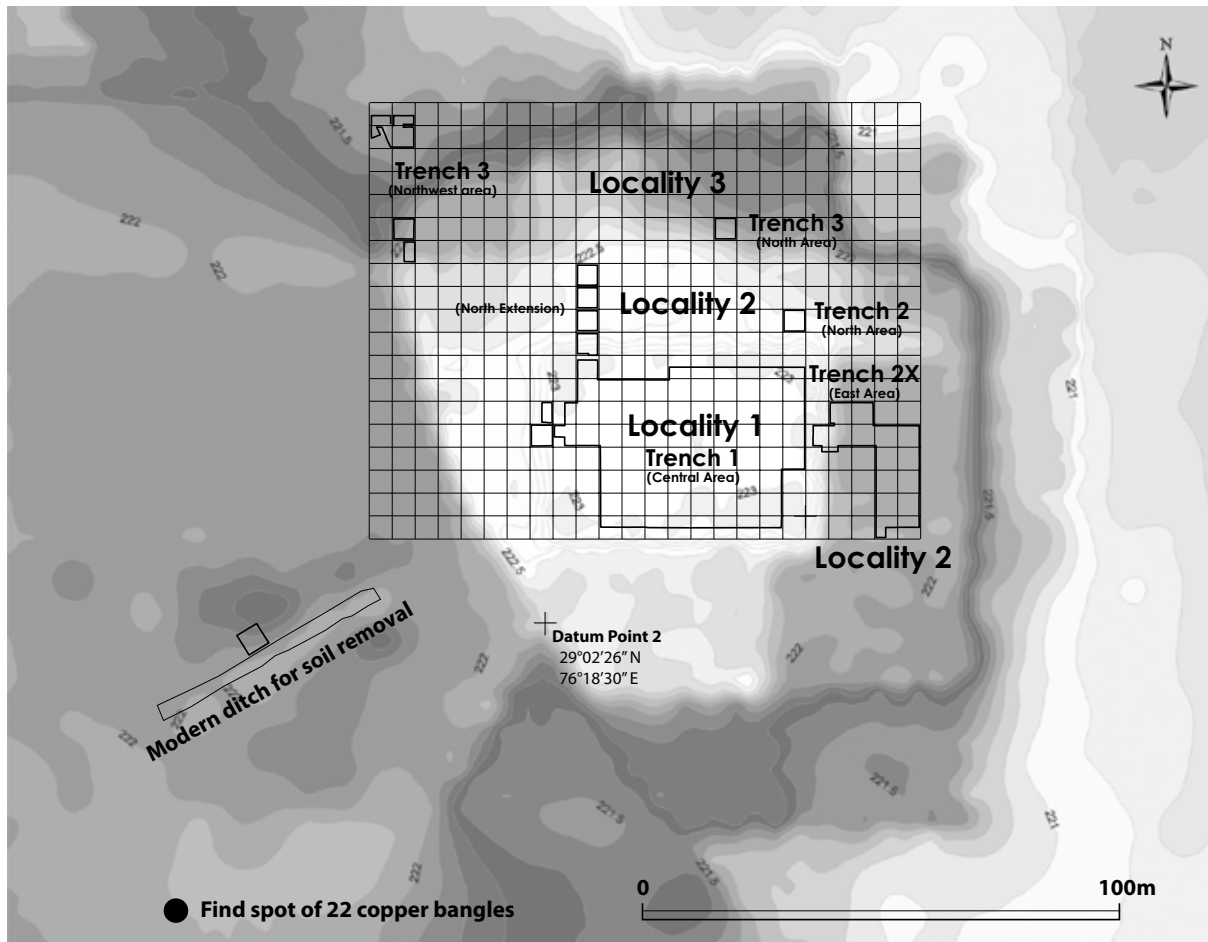 N
221.5
221
221.5
Trench 3
(Northwest area)
Locality 3
222
Trench 3
(North Area)
222.5
222
222
(North Extension)
Locality 2
Trench 2
(North Area)
223
223
Trench 2X
(East Area)
221
Locality 1
Trench 1
(Central Area)
223
223
221.5
222.5
Locality 2
222
Datum Point 2
29°02'26" N
76°18'30" E
222
222
Modern ditch for soil removal
222
221.5
221.5
221
222
221.5
0
100m
Find spot of 22 copper bangles